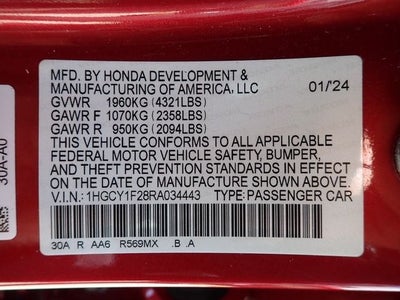 MFD. BY HONDA DEVELOPMENT &
MANUFACTURING OF AMERICA, LLC 01/24
GVWR 1960KG (4321LBS)
GAWR F 1070KG (2358LBS)
GAWR R 950KG (2094LBS)
THIS VEHICLE CONFORMS TO ALL APPLICABLE
FEDERAL MOTOR VEHICLE SAFETY, BUMPER,
AND THEFT PREVENTION STANDARDS IN EFFECT
ON THE DATE OF MANUFACTURE SHOWN ABOVE.
V.I.N.: 1HGCY1F28RA034443 TYPE:PASSENGER CAR
30A R AA6 R569MX .B .A
30A-A0